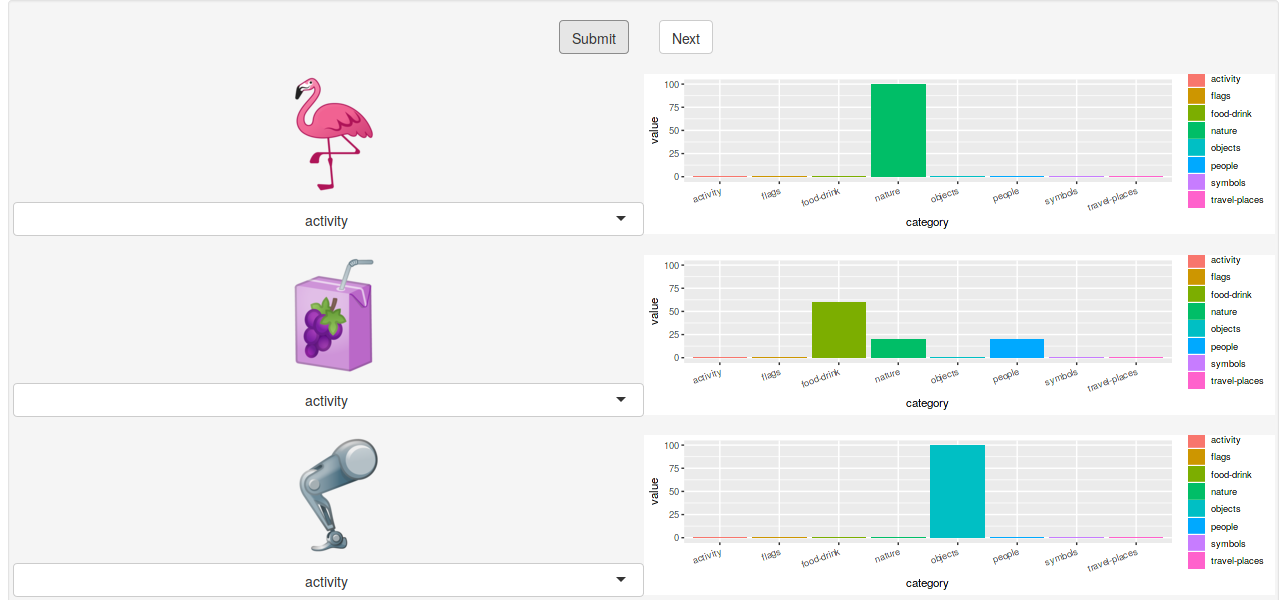 Submit
Next
value
100
75
50
25
0
activity
flags
food-drink
nature
objects
people
symbols
travel-places
category
activity
flags
food-drink
nature
objects
people
symbols
travel-places
activity
value
100
75
50
25
0
activity
flags
food-drink
nature
objects
people
symbols
travel-places
category
activity
flags
food-drink
nature
objects
people
symbols
travel-places
activity
value
100
75
50
25
0
activity
flags
food-drink
nature
objects
people
symbols
travel-places
category
activity
flags
food-drink
nature
objects
people
symbols
travel-places
activity